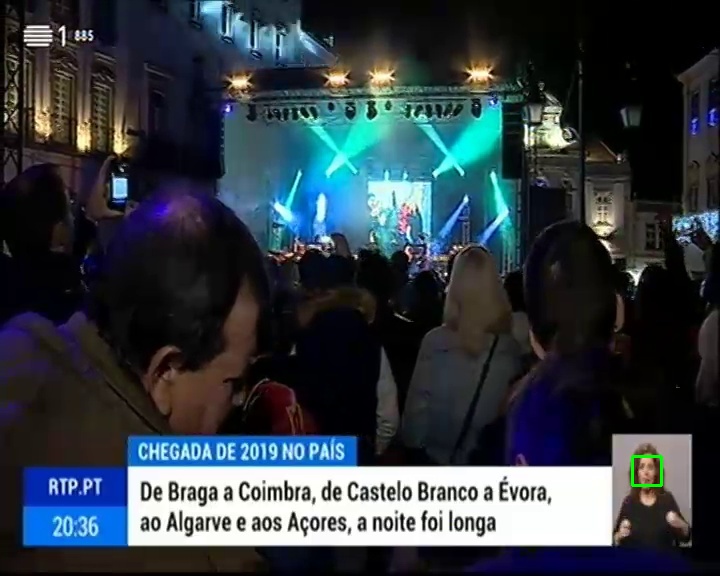 1 885
CHEGADA DE 2019 NO PAÍS
RTP.PT
De Braga a Coimbra, de Castelo Branco a Évora,
20:36
ao Algarve e aos Açores, a noite foi longa